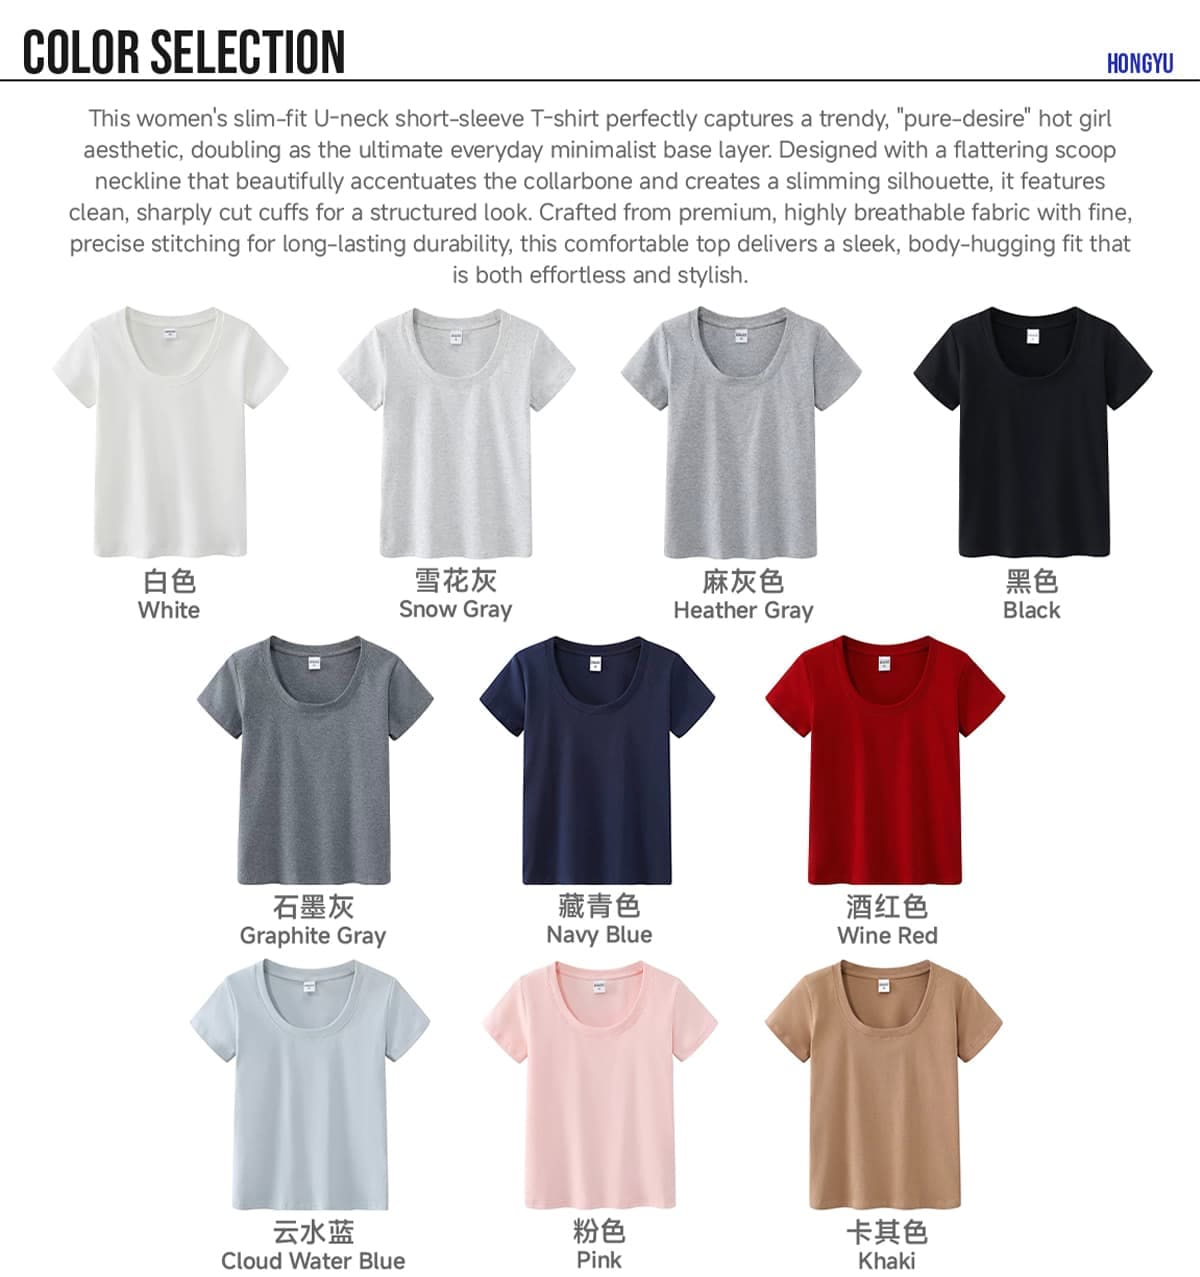 COLOR SELECTION
HONGYU
This women's slim-fit U-neck short-sleeve T-shirt perfectly captures a trendy, "pure-desire" hot girl
aesthetic, doubling as the ultimate everyday minimalist base layer. Designed with a flattering scoop
neckline that beautifully accentuates the collarbone and creates a slimming silhouette, it features
clean, sharply cut cuffs for a structured look. Crafted from premium, highly breathable fabric with fine,
precise stitching for long-lasting durability, this comfortable top delivers a sleek, body-hugging fit that
is both effortless and stylish.
白色
White
雪花灰
Snow Gray
麻灰色
Heather Gray
黑色
Black
石墨灰
Graphite Gray
藏青色
Navy Blue
酒红色
Wine Red
云水蓝
Cloud Water Blue
粉色
Pink
卡其色
Khaki